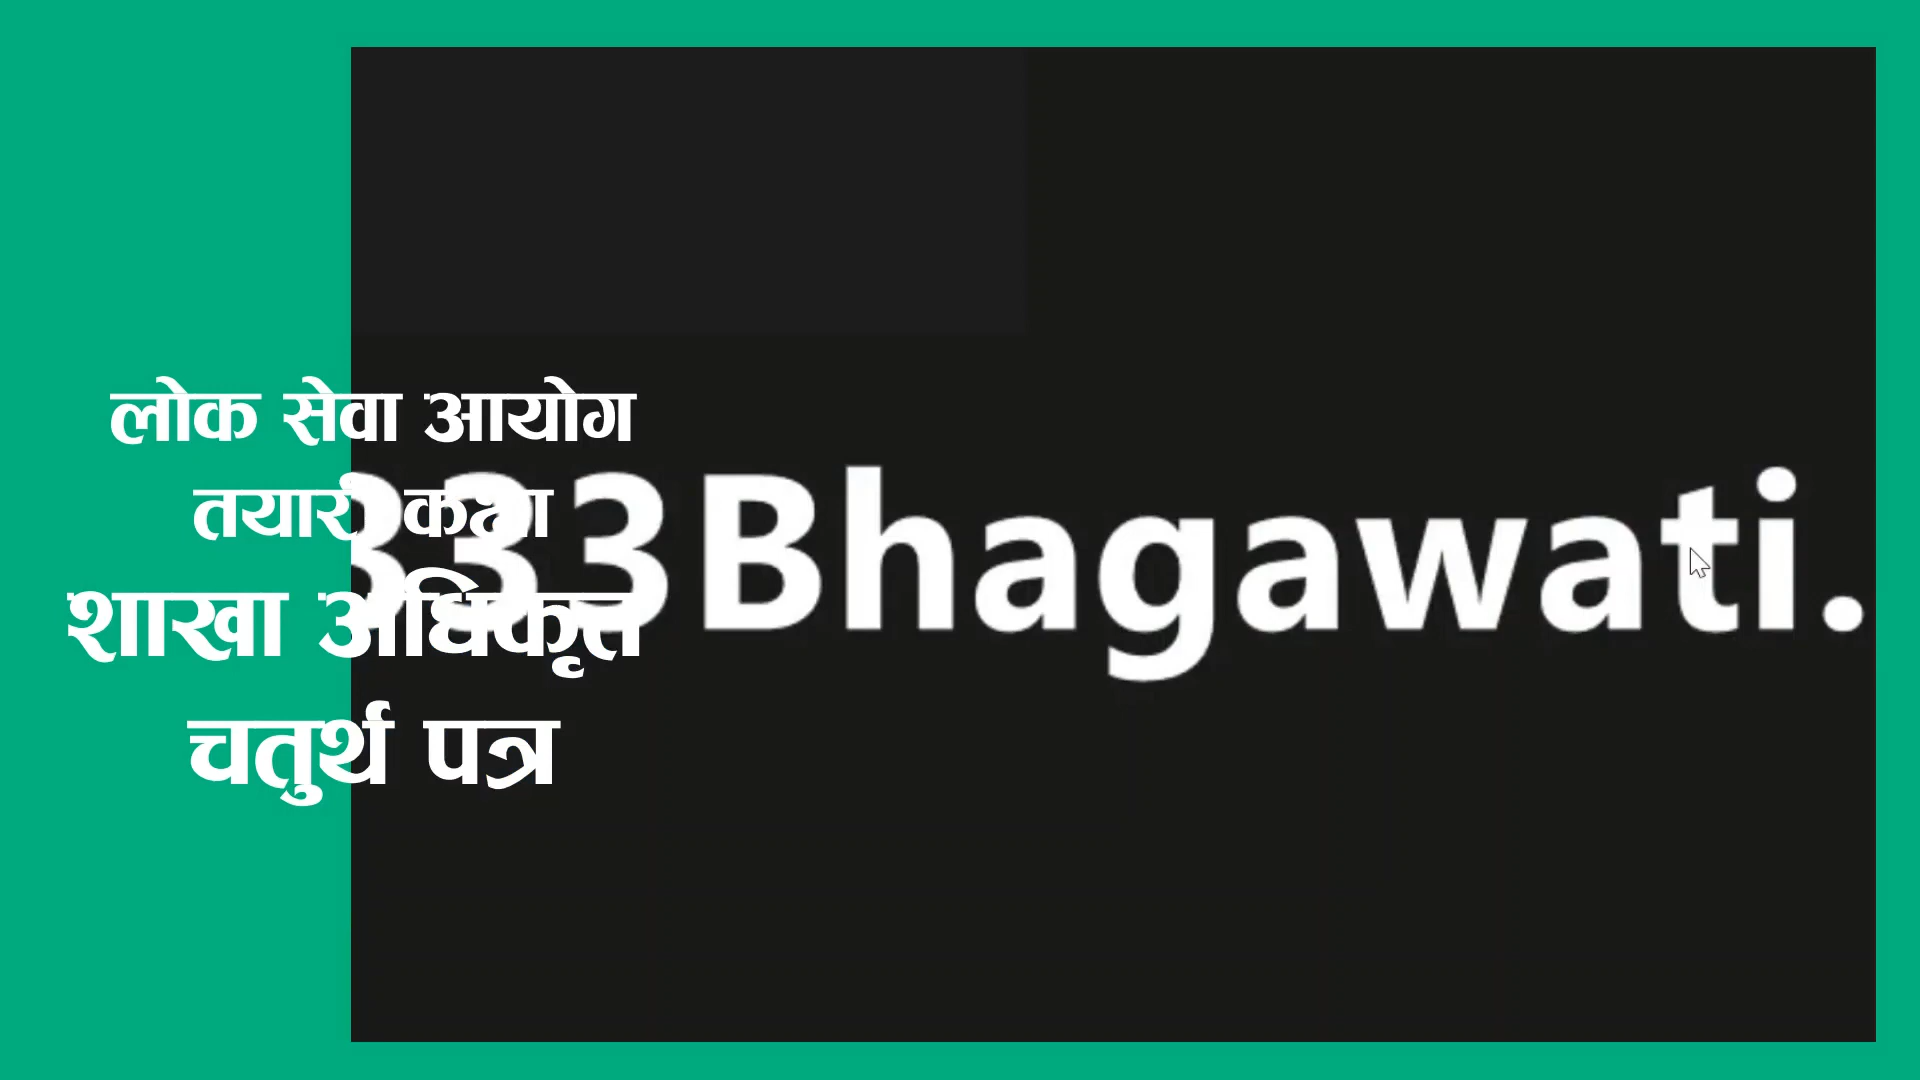 लोक सेवा आयोग
तयारी कक्षा
333Bhagawati.
शाखा अधिकृत
चतुर्थ पत्र